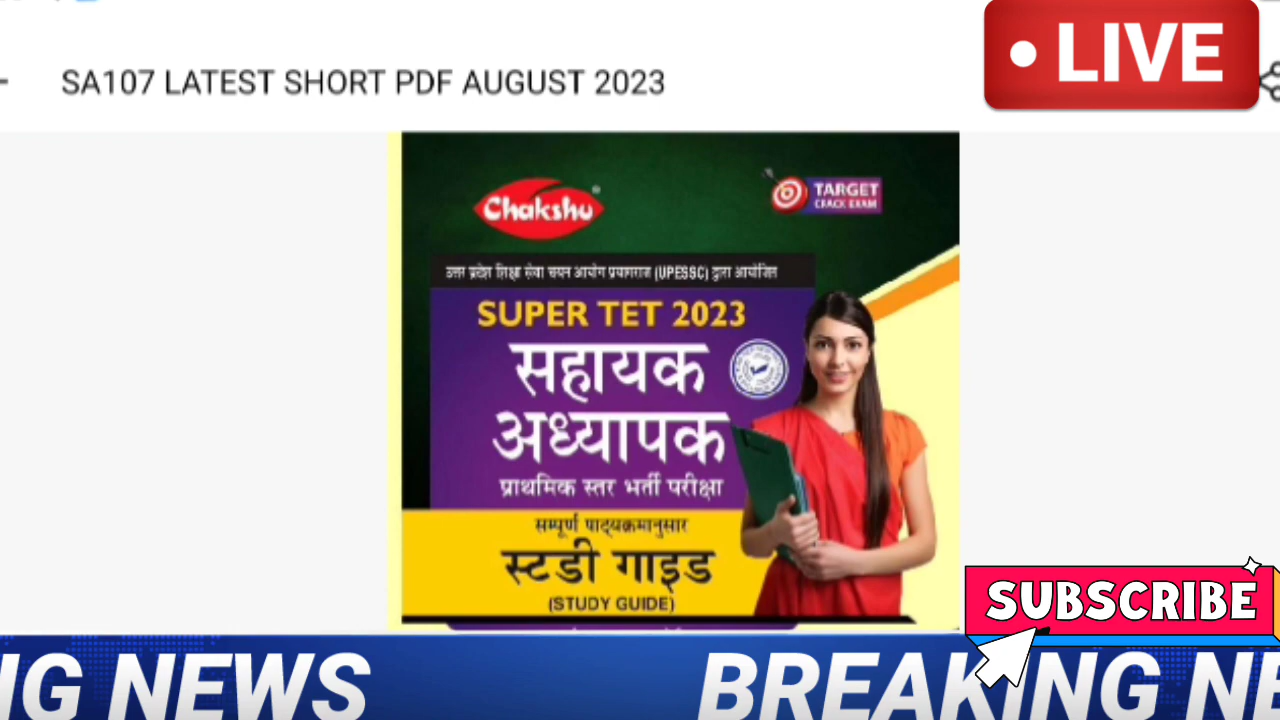 LIVE
SA107 LATEST SHORT PDF AUGUST 2023
Chakshu
TARGET
CRACK EXAM
उत्तर प्रदेश शिक्षा सेवा चयन आयोग प्रयागराज (UPESSC) द्वारा आयोजित
SUPER TET 2023
सहायक
अध्यापक
प्राथमिक स्तर भर्ती परीक्षा
सम्पूर्ण पाठ्यक्रमानुसार
स्टडी गाइड
(STUDY GUIDE)
SUBSCRIBE
NG NEWS BREAKING NE